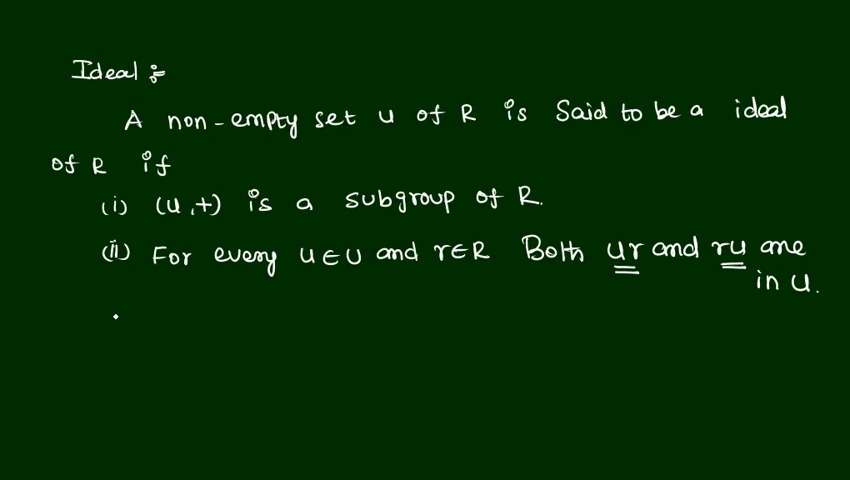 Ideal :-
A non-empty set U of R is Said to be a ideal
of R if
(i) (U,+) is a subgroup of R.
(ii) For every u∈U and r∈R Both ur and ru are
in U.